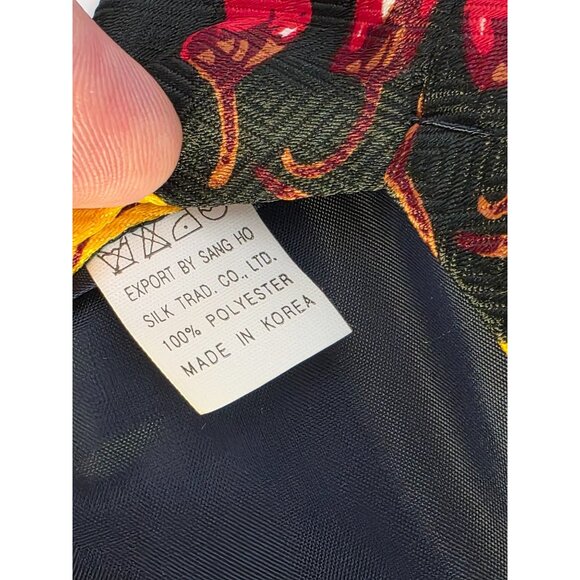 EXPORT BY SANG HO
SILK TRAD. CO., LTD.
100% POLYESTER
MADE IN KOREA